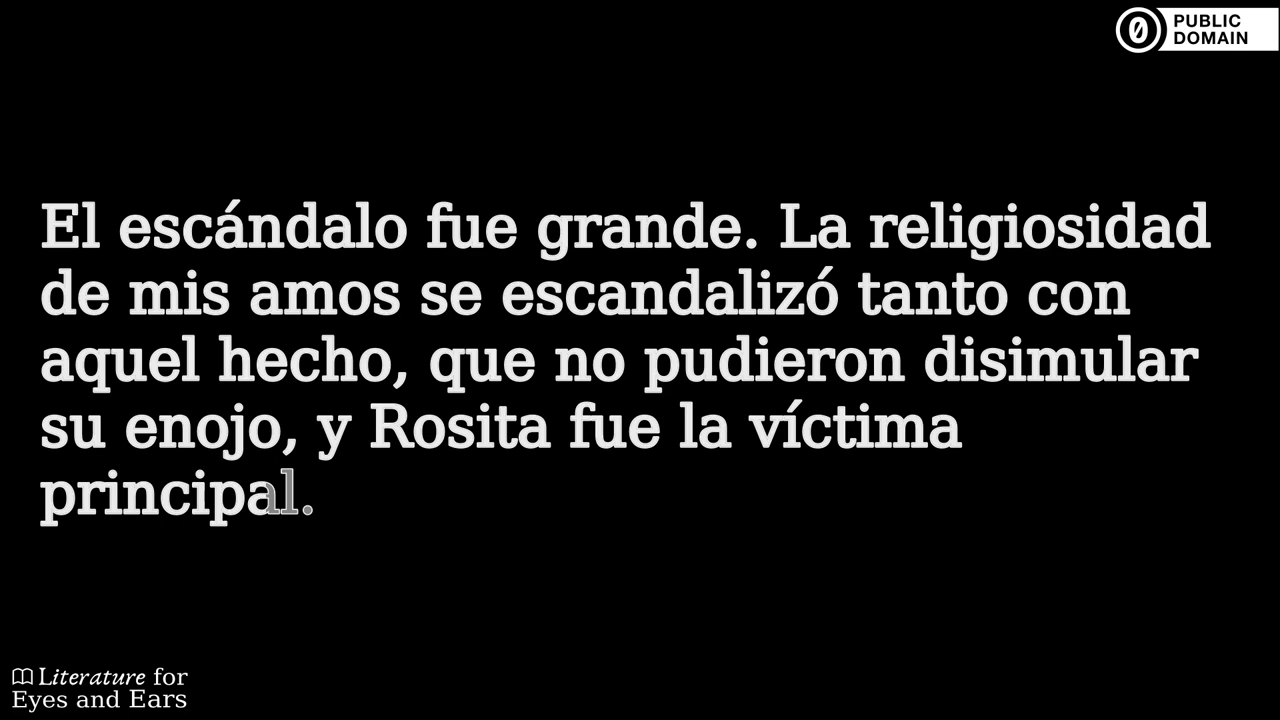 PUBLIC
DOMAIN
El escándalo fue grande. La religiosidad
de mis amos se escandalizó tanto con
aquel hecho, que no pudieron disimular
su enojo, y Rosita fue la víctima
principal.
Literature for
Eyes and Ears